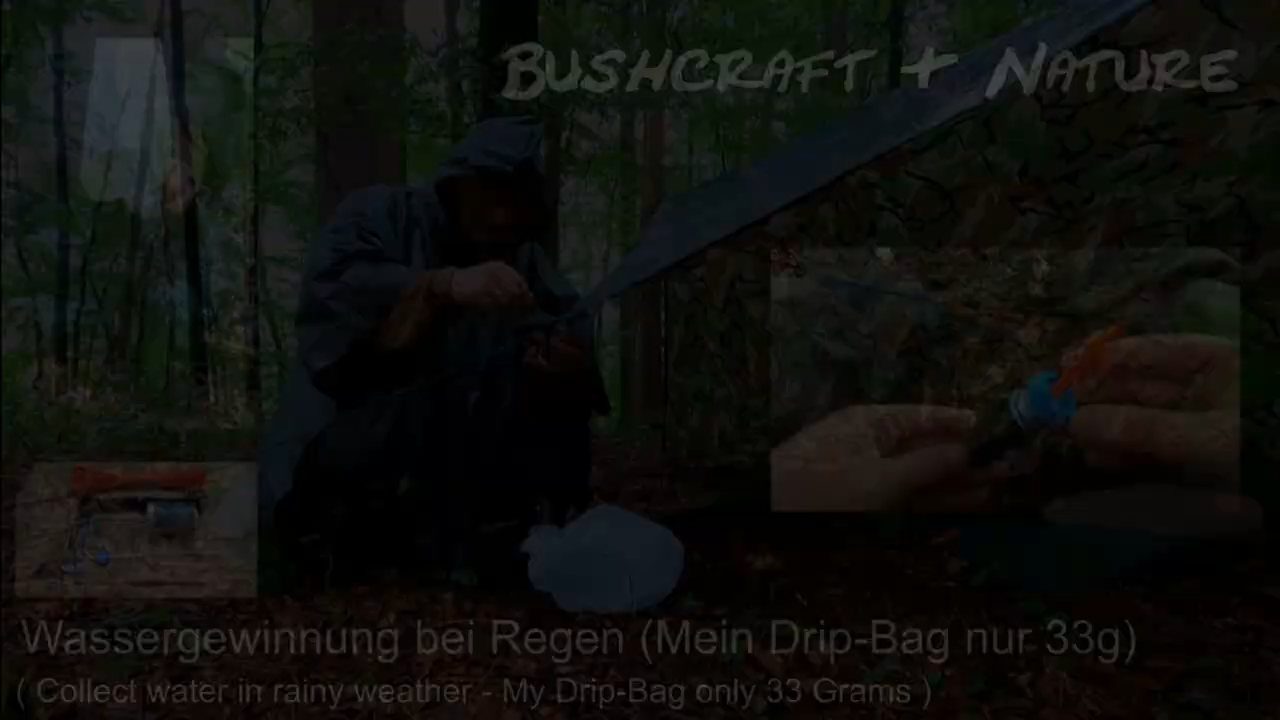 BUSHCRAFT + NATURE
Wassergewinnung bei Regen (Mein Drip-Bag nur 33g)
( Collect water in rainy weather - My Drip-Bag only 33 Grams )